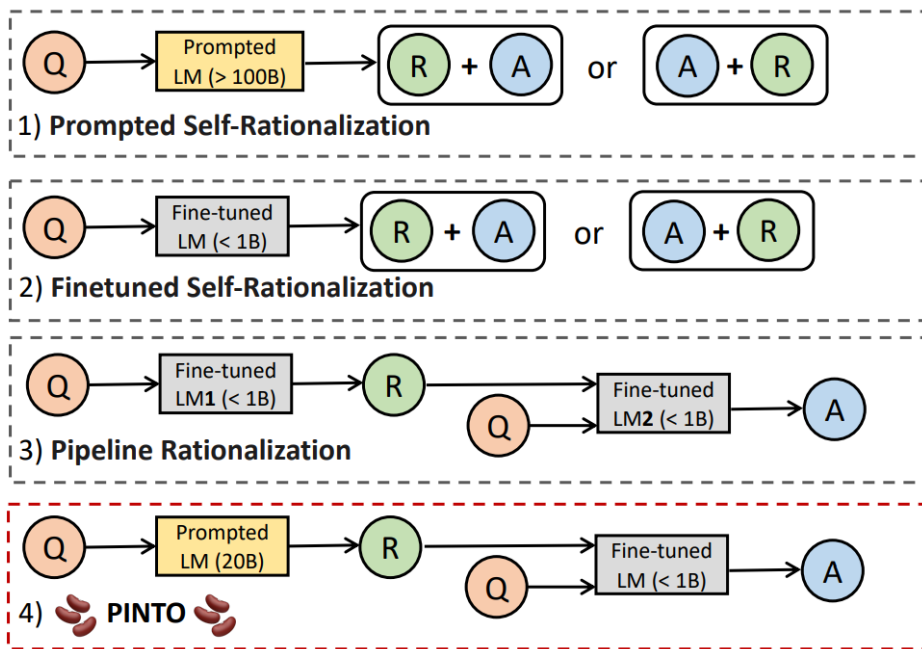 Q
Prompted
LM (> 100B)
R + A or A + R
1) Prompted Self-Rationalization
Q
Fine-tuned
LM (< 1B)
R + A or A + R
2) Finetuned Self-Rationalization
Q
Fine-tuned
LM1 (< 1B)
R
Q
Fine-tuned
LM2 (< 1B)
A
3) Pipeline Rationalization
Q
Prompted
LM (20B)
R
Q
Fine-tuned
LM (< 1B)
A
4) PINTO